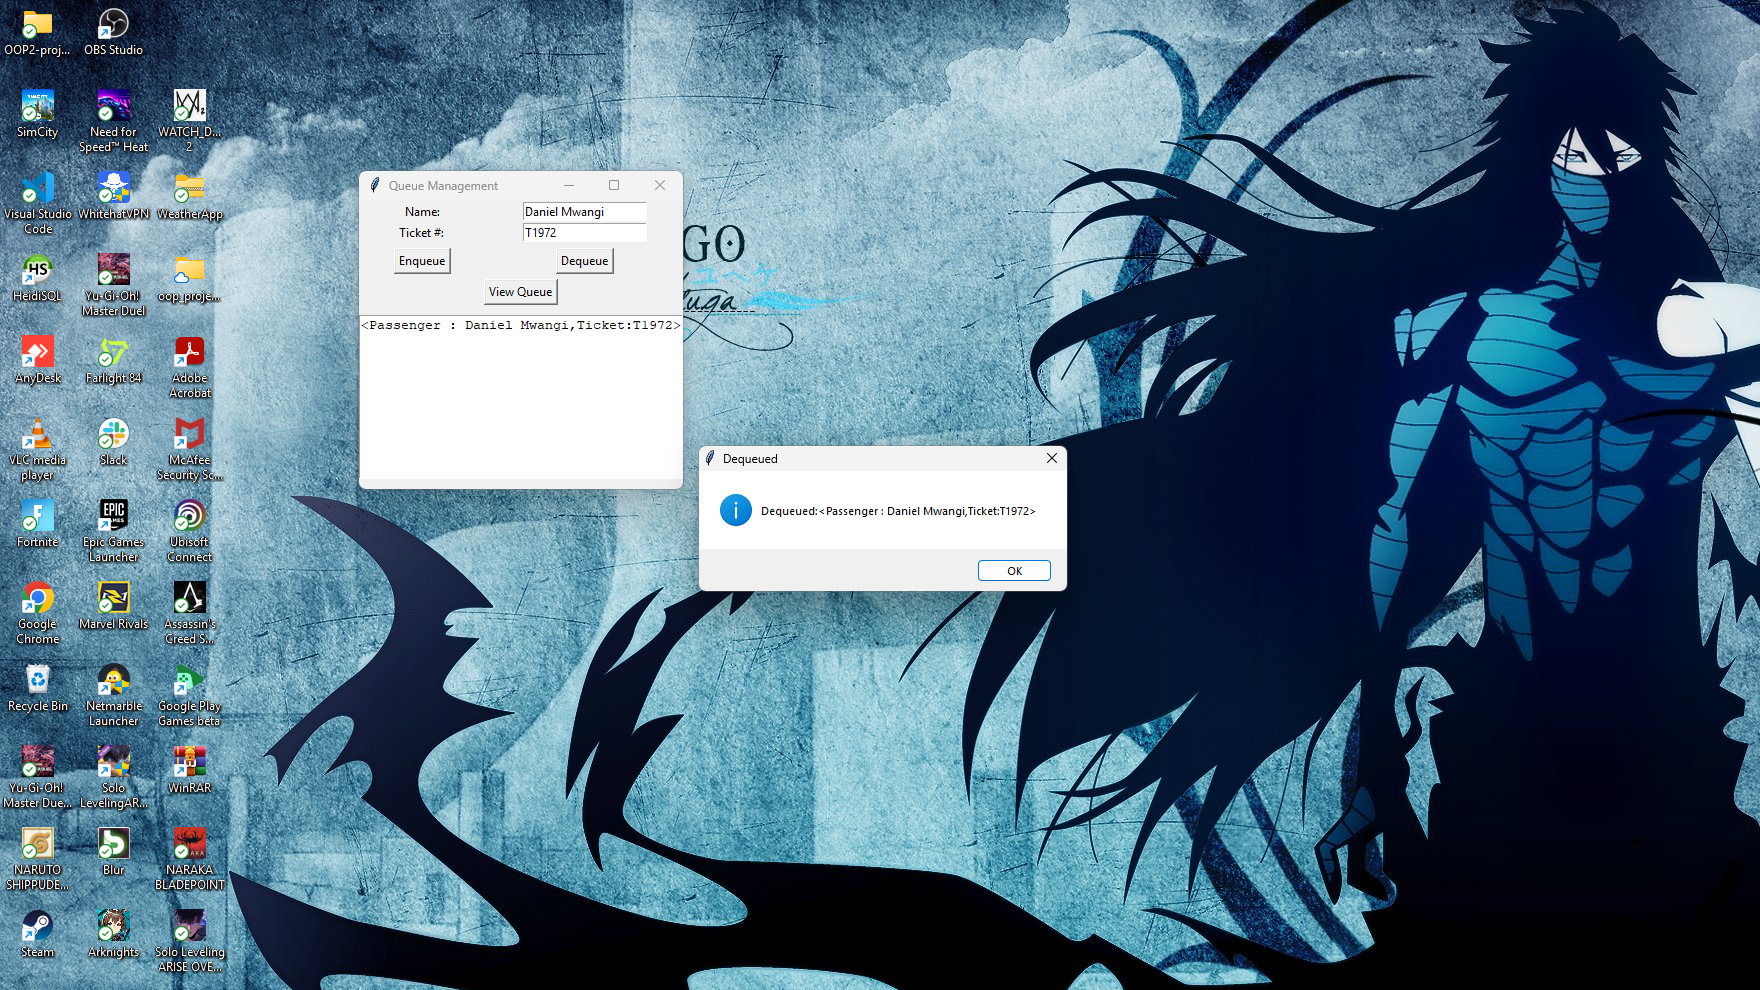 OOP2-proj...
OBS Studio
SimCity
Need for
Speed™ Heat
WATCH_D...
2
Visual Studio
Code
WhitehatVPN
WeatherApp
HeidiSQL
Yu-Gi-Oh!
Master Duel
oop_proje...
AnyDesk
Farlight 84
Adobe
Acrobat
VLC media
player
Slack
McAfee
Security Sc...
Fortnite
Epic Games
Launcher
Ubisoft
Connect
Google
Chrome
Marvel Rivals
Assassin's
Creed S...
Recycle Bin
Netmarble
Launcher
Google Play
Games beta
Yu-Gi-Oh!
Master Due...
Solo
LevelingAR...
WinRAR
NARUTO
SHIPPUDE...
Blur
NARAKA
BLADEPOINT
Steam
Arknights
Solo Leveling
ARISE OVE...
Queue Management
Name:
Daniel Mwangi
Ticket #:
T1972
Enqueue
Dequeue
View Queue
<Passenger : Daniel Mwangi,Ticket:T1972>
GO
Dequeued
Dequeued:<Passenger : Daniel Mwangi,Ticket:T1972>
OK